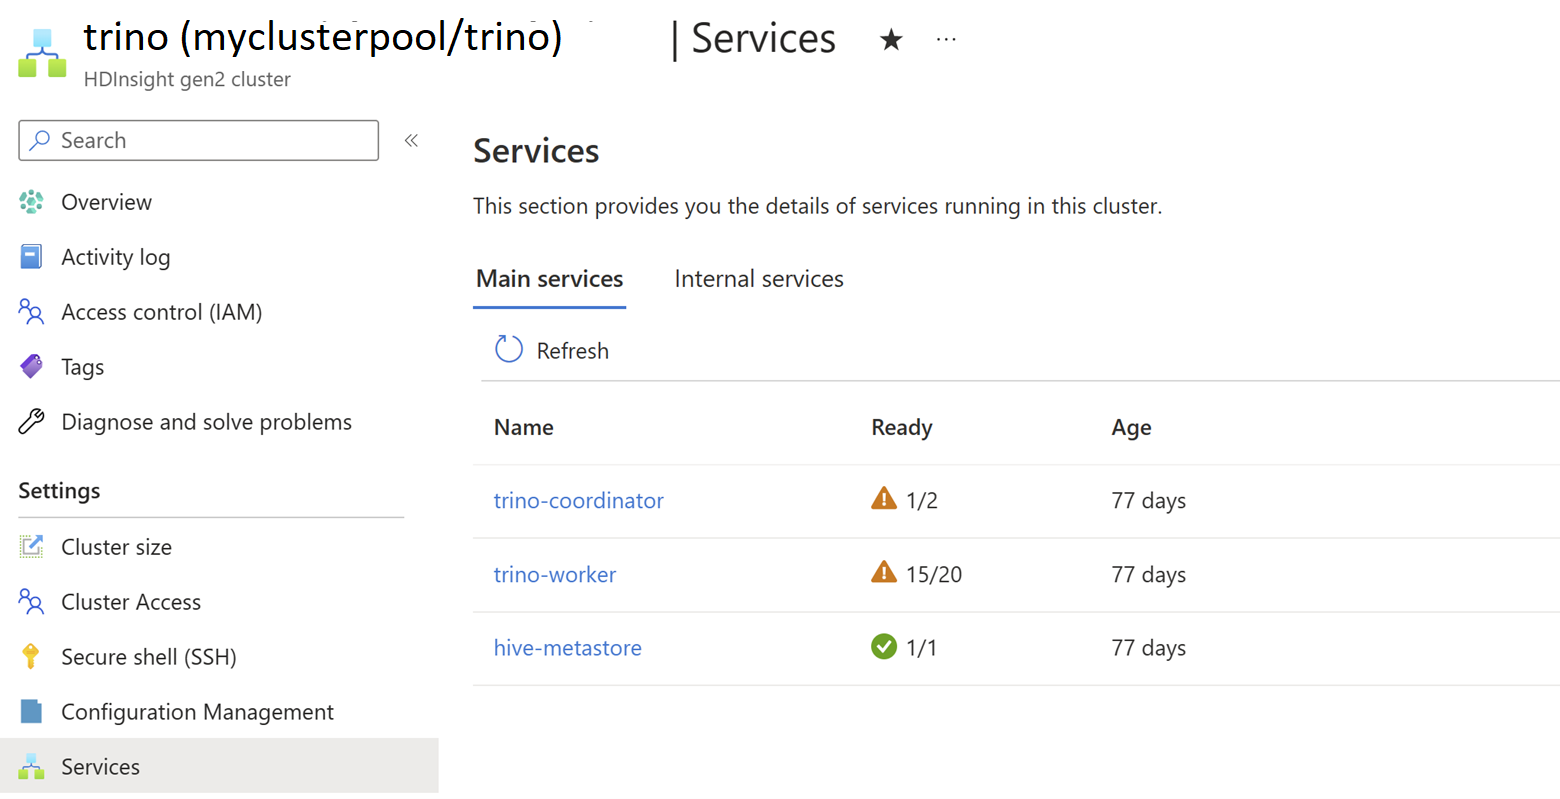 trino (myclusterpool/trino) | Services ★ ...
HDInsight gen2 cluster
Search «
Overview
Activity log
Access control (IAM)
Tags
Diagnose and solve problems
Settings
Cluster size
Cluster Access
Secure shell (SSH)
Configuration Management
Services
Services
This section provides you the details of services running in this cluster.
Main services Internal services
Refresh
Name Ready Age
trino-coordinator 1/2 77 days
trino-worker 15/20 77 days
hive-metastore 1/1 77 days